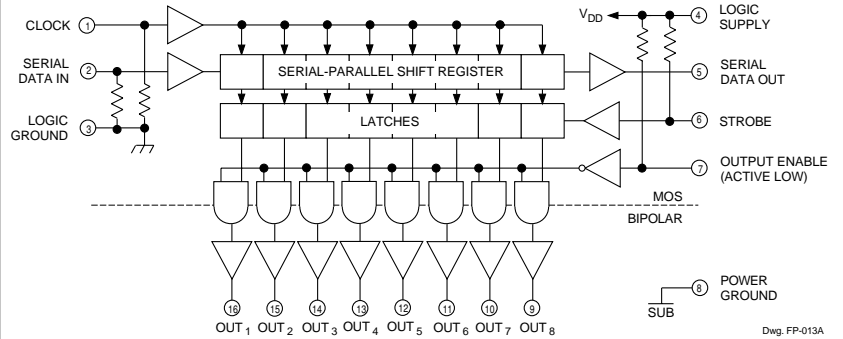 CLOCK 1
V_DD
4 LOGIC
SUPPLY
SERIAL
DATA IN 2
SERIAL-PARALLEL SHIFT REGISTER
5 SERIAL
DATA OUT
LOGIC
GROUND 3
LATCHES
6 STROBE
7 OUTPUT ENABLE
(ACTIVE LOW)
MOS
BIPOLAR
8 POWER
GROUND
SUB
16 15 14 13 12 11 10 9
OUT1 OUT2 OUT3 OUT4 OUT5 OUT6 OUT7 OUT8
Dwg. FP-013A